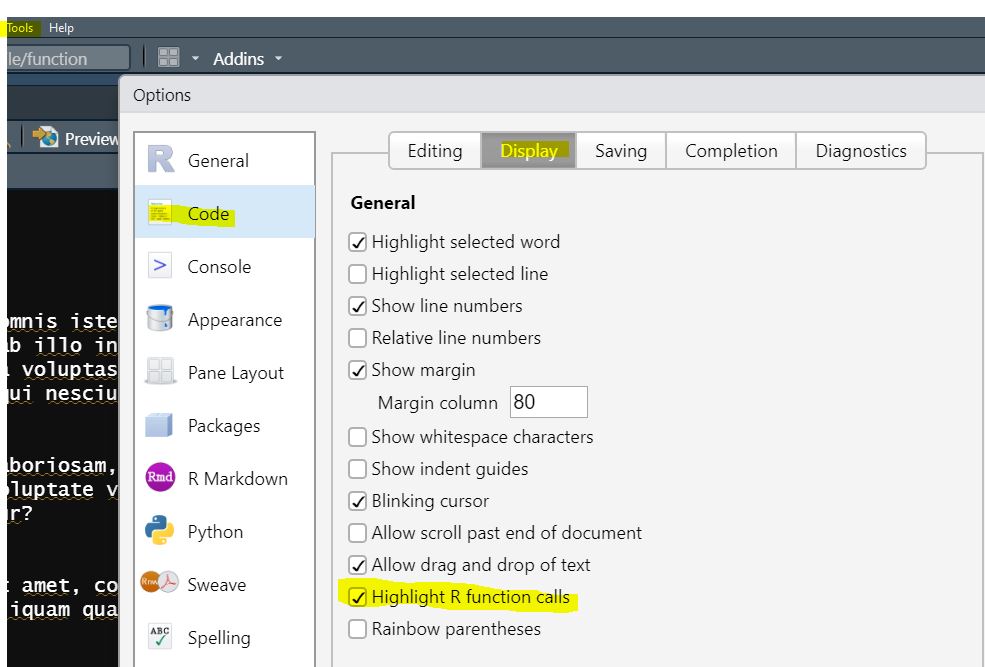 Tools Help
le/function
Addins
Options
Preview
General
Code
Console
Appearance
Pane Layout
Packages
Rmd R Markdown
Python
Rnw Sweave
ABC Spelling
Editing Display Saving Completion Diagnostics
General
Highlight selected word
Highlight selected line
Show line numbers
Relative line numbers
Show margin
Margin column 80
Show whitespace characters
Show indent guides
Blinking cursor
Allow scroll past end of document
Allow drag and drop of text
Highlight R function calls
Rainbow parentheses
omnis iste
ab illo in
voluptas
qui nesciu
aboriosam,
oluptate v
ur?
t amet, co
iquam qua